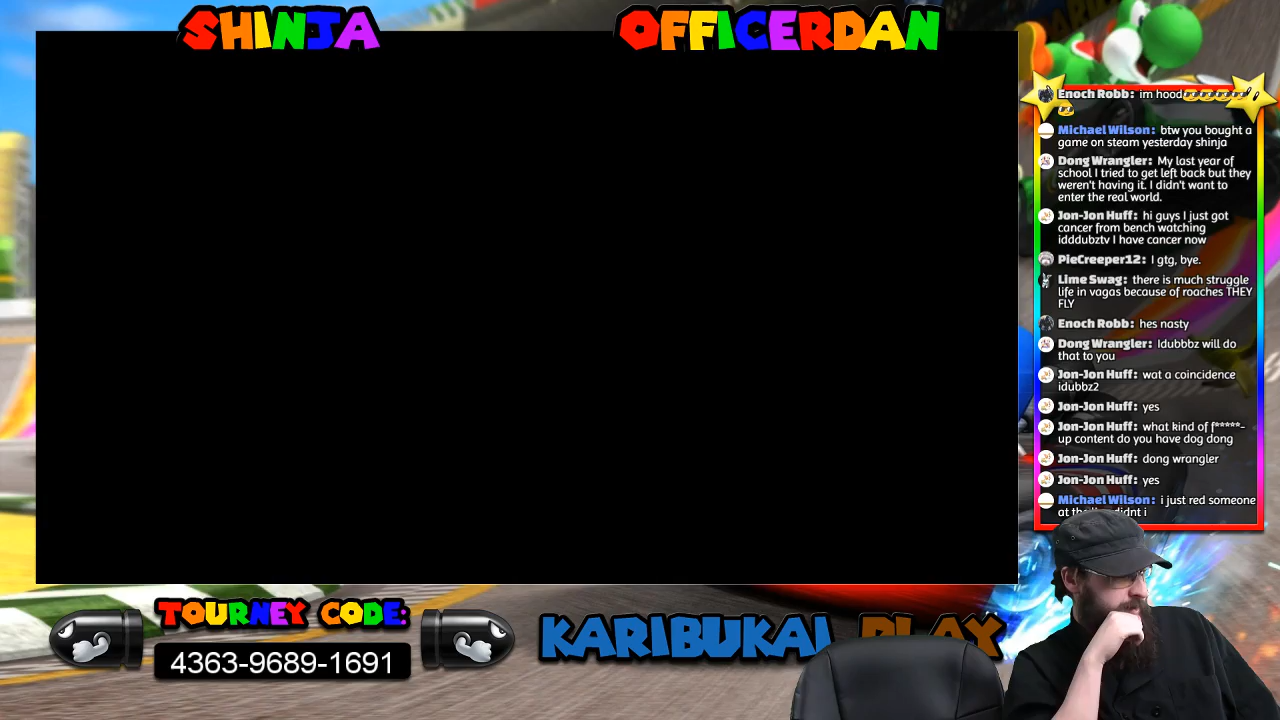 SHINJA
OFFICERDAN
Enoch Robb: im hood
Michael Wilson: btw you bought a
game on steam yesterday shinja
Dong Wrangler: My last year of
school I tried to get left back but they
weren't having it. I didn't want to
enter the real world.
Jon-Jon Huff: hi guys I just got
cancer from bench watching
idddubztv I have cancer now
PieCreeper12: I gtg, bye.
Lime Swag: there is much struggle
life in vagas because of roaches THEY
FLY
Enoch Robb: hes nasty
Dong Wrangler: Idubbbz will do
that to you
Jon-Jon Huff: wat a coincidence
idubbz2
Jon-Jon Huff: yes
Jon-Jon Huff: what kind of f*****-
up content do you have dog dong
Jon-Jon Huff: dong wrangler
Jon-Jon Huff: yes
Michael Wilson: i just red someone
at didnt i
TOURNEY CODE:
4363-9689-1691
KARIBUKAI PLAY